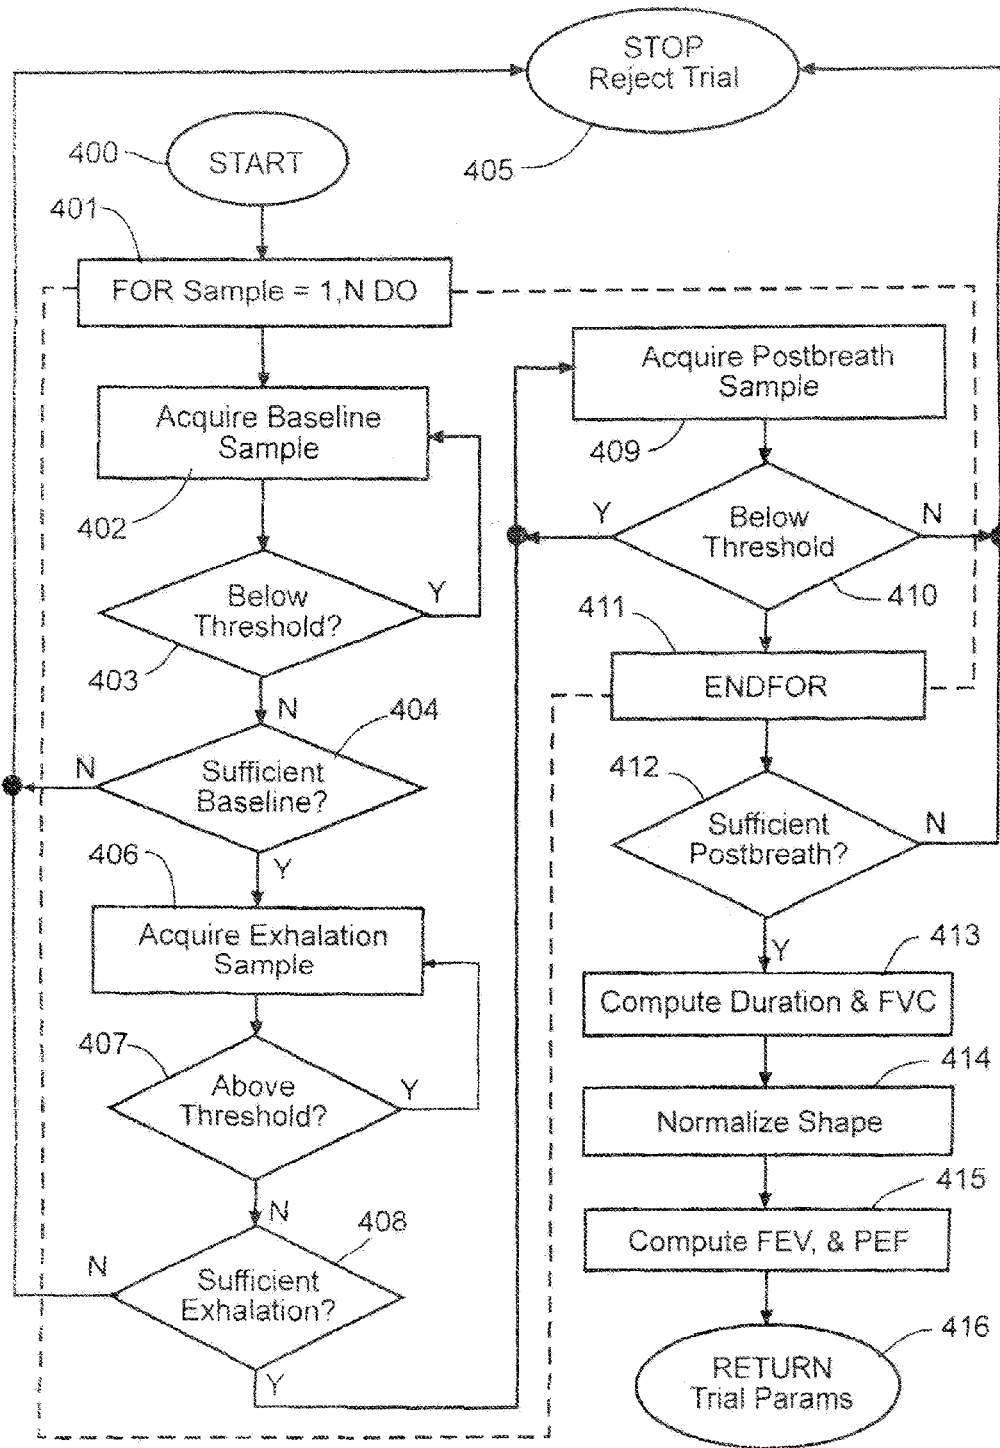 STOP
Reject Trial
405
400
START
401
FOR Sample = 1,N DO
Acquire Baseline
Sample
402
Below
Threshold?
Y
403
N
404
Sufficient
Baseline?
N
Y
406
Acquire Exhalation
Sample
407
Above
Threshold?
Y
N
408
Sufficient
Exhalation?
N
Y
Acquire Postbreath
Sample
409
Below
Threshold
Y
N
410
411
ENDFOR
412
Sufficient
Postbreath?
N
Y
413
Compute Duration & FVC
414
Normalize Shape
415
Compute FEV, & PEF
416
RETURN
Trial Params